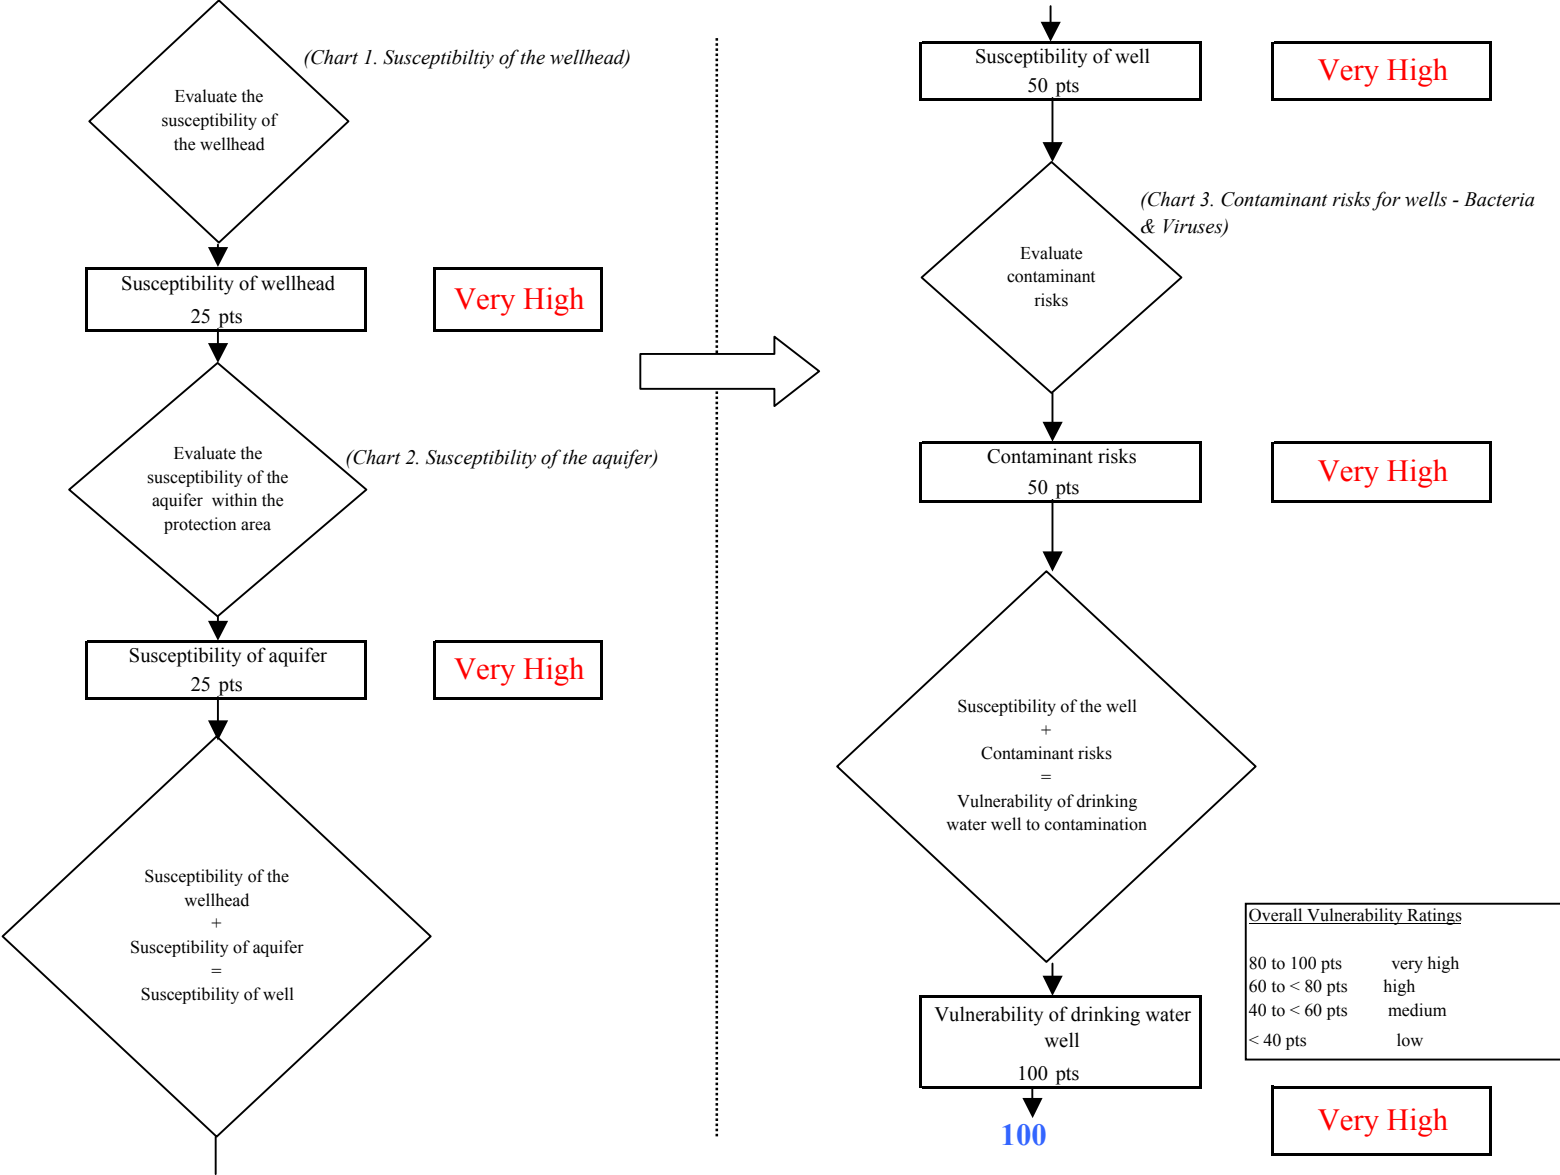 (Chart 1. Susceptibiltiy of the wellhead)
Evaluate the
susceptibility of
the wellhead
Susceptibility of wellhead
25 pts
Very High
Evaluate the
susceptibility of the
aquifer within the
protection area
(Chart 2. Susceptibility of the aquifer)
Susceptibility of aquifer
25 pts
Very High
Susceptibility of the
wellhead
+
Susceptibility of aquifer
=
Susceptibility of well
Susceptibility of well
50 pts
Very High
(Chart 3. Contaminant risks for wells - Bacteria
& Viruses)
Evaluate
contaminant
risks
Contaminant risks
50 pts
Very High
Susceptibility of the well
+
Contaminant risks
=
Vulnerability of drinking
water well to contamination
Overall Vulnerability Ratings
80 to 100 pts very high
60 to < 80 pts high
40 to < 60 pts medium
< 40 pts low
Vulnerability of drinking water
well
100 pts
100
Very High